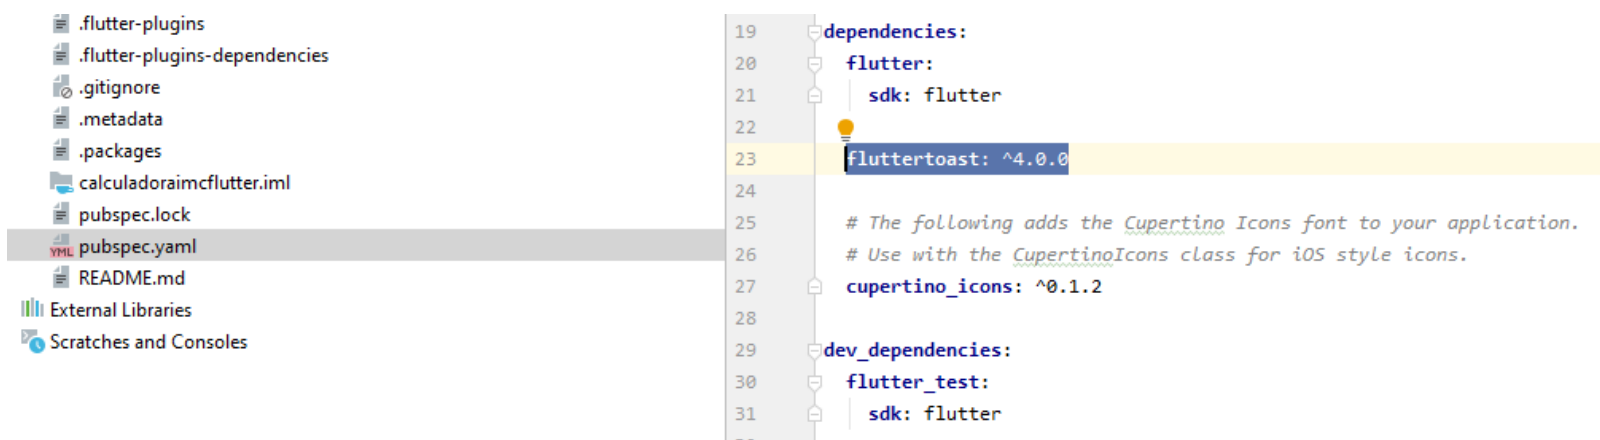 .flutter-plugins
.flutter-plugins-dependencies
.gitignore
.metadata
.packages
calculadoraimcflutter.iml
pubspec.lock
YML pubspec.yaml
README.md
External Libraries
Scratches and Consoles
19 dependencies:
20 flutter:
21 sdk: flutter
22
23 fluttertoast: ^4.0.0
24
25 # The following adds the Cupertino Icons font to your application.
26 # Use with the CupertinoIcons class for iOS style icons.
27 cupertino_icons: ^0.1.2
28
29 dev_dependencies:
30 flutter_test:
31 sdk: flutter